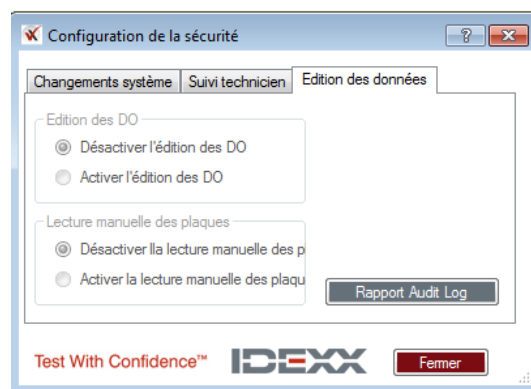 Configuration de la sécurité
?
Changements système
Suivi technicien
Edition des données
Edition des DO
Désactiver l'édition des DO
Activer l'édition des DO
Lecture manuelle des plaques
Désactiver lla lecture manuelle des p
Activer la lecture manuelle des plaqu
Rapport Audit Log
Test With Confidence™
IDEXX
Fermer